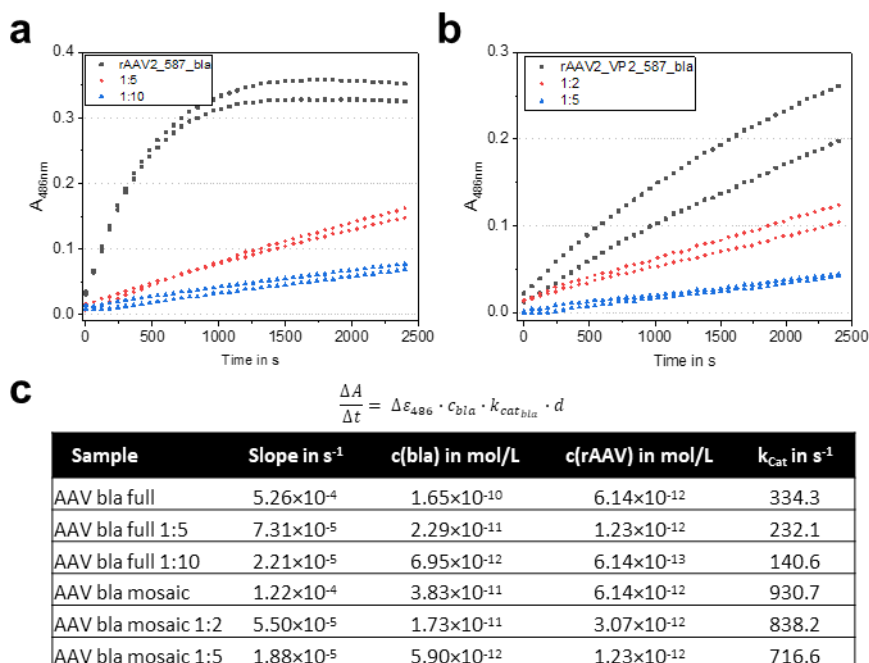 a
b
0.4
0.3
0.2
0.1
0.0
A486nm
rAAV2_587_bla
1:5
1:10
0 500 1000 1500 2000 2500
Time in s
0.3
0.2
0.1
0.0
A486nm
rAAV2_VP2_587_bla
1:2
1:5
0 500 1000 1500 2000 2500
Time in s
c
ΔA/Δt = Δε₄₈₆ · c_bla · k_cat_bla · d
Sample Slope in s⁻¹ c(bla) in mol/L c(rAAV) in mol/L kCat in s⁻¹
AAV bla full 5.26×10⁻⁴ 1.65×10⁻¹⁰ 6.14×10⁻¹² 334.3
AAV bla full 1:5 7.31×10⁻⁵ 2.29×10⁻¹¹ 1.23×10⁻¹² 232.1
AAV bla full 1:10 2.21×10⁻⁵ 6.95×10⁻¹² 6.14×10⁻¹³ 140.6
AAV bla mosaic 1.22×10⁻⁴ 3.83×10⁻¹¹ 6.14×10⁻¹² 930.7
AAV bla mosaic 1:2 5.50×10⁻⁵ 1.73×10⁻¹¹ 3.07×10⁻¹² 838.2
AAV bla mosaic 1:5 1.88×10⁻⁵ 5.90×10⁻¹² 1.23×10⁻¹² 716.6